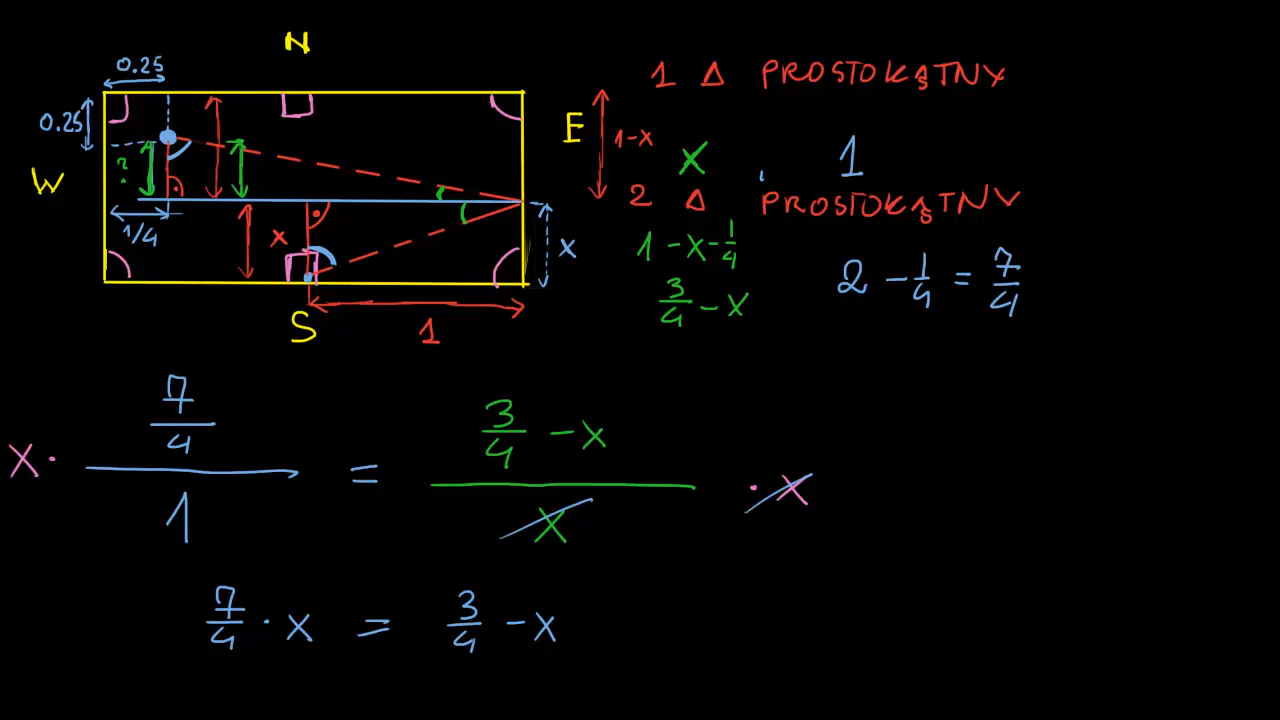 N
0.25
0.25
W
?
1/4
x
x
E
1-x
S
1
1 Δ PROSTOKĄTNY
x 1
2 Δ PROSTOKĄTNY
1 - x - 1/4
3/4 - x
2 - 1/4 = 7/4
x · (7/4)/1 = (3/4 - x)/x · x
7/4 · x = 3/4 - x